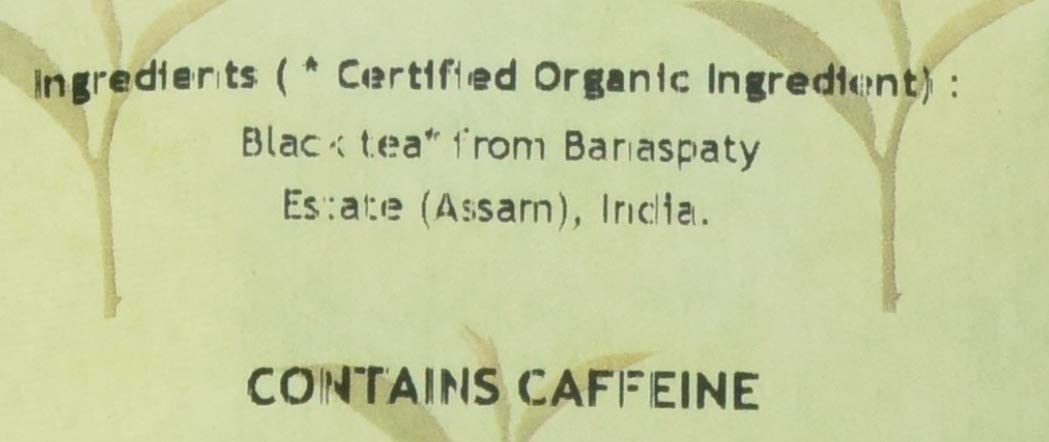 Ingredients ( * Certified Organic Ingredient) :
Black tea* from Banaspaty
Estate (Assam), India.
CONTAINS CAFFEINE